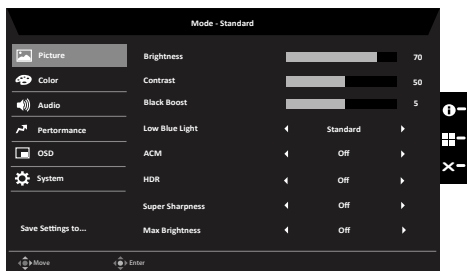 Mode - Standard
Picture
Brightness 70
Color
Contrast 50
Audio
Black Boost 5
Pertormance
Low Blue Light Standard
OSD
ACM Off
System
HDR Off
Super Sharpness Off
Save Settings to...
Max Brightness Off
Move Enter